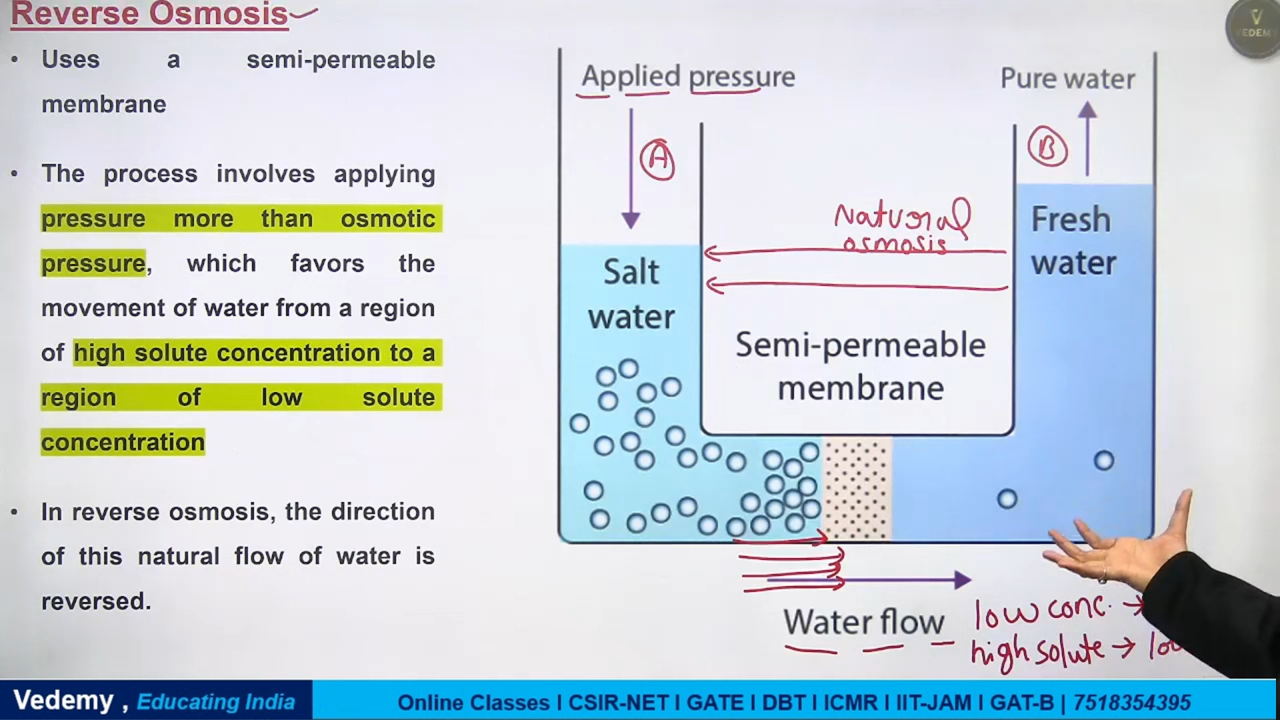 Reverse Osmosis
• Uses a semi-permeable
membrane
• The process involves applying
pressure more than osmotic
pressure, which favors the
movement of water from a region
of high solute concentration to a
region of low solute
concentration
• In reverse osmosis, the direction
of this natural flow of water is
reversed.
Applied pressure
A
Salt
water
Natural
osmosis
Semi-permeable
membrane
B
Pure water
Fresh
water
Water flow
low conc. →
high solute →
VEDEMY
Vedemy , Educating India
Online Classes I CSIR-NET I GATE I DBT I ICMR I IIT-JAM I GAT-B | 7518354395